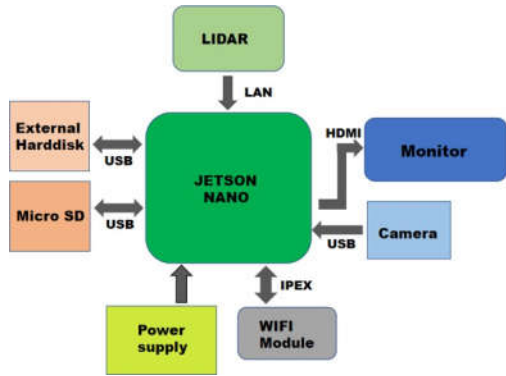 LIDAR
LAN
External
Harddisk
USB
HDMI
Monitor
JETSON
NANO
Micro SD
USB
USB
Camera
IPEX
Power
supply
WIFI
Module